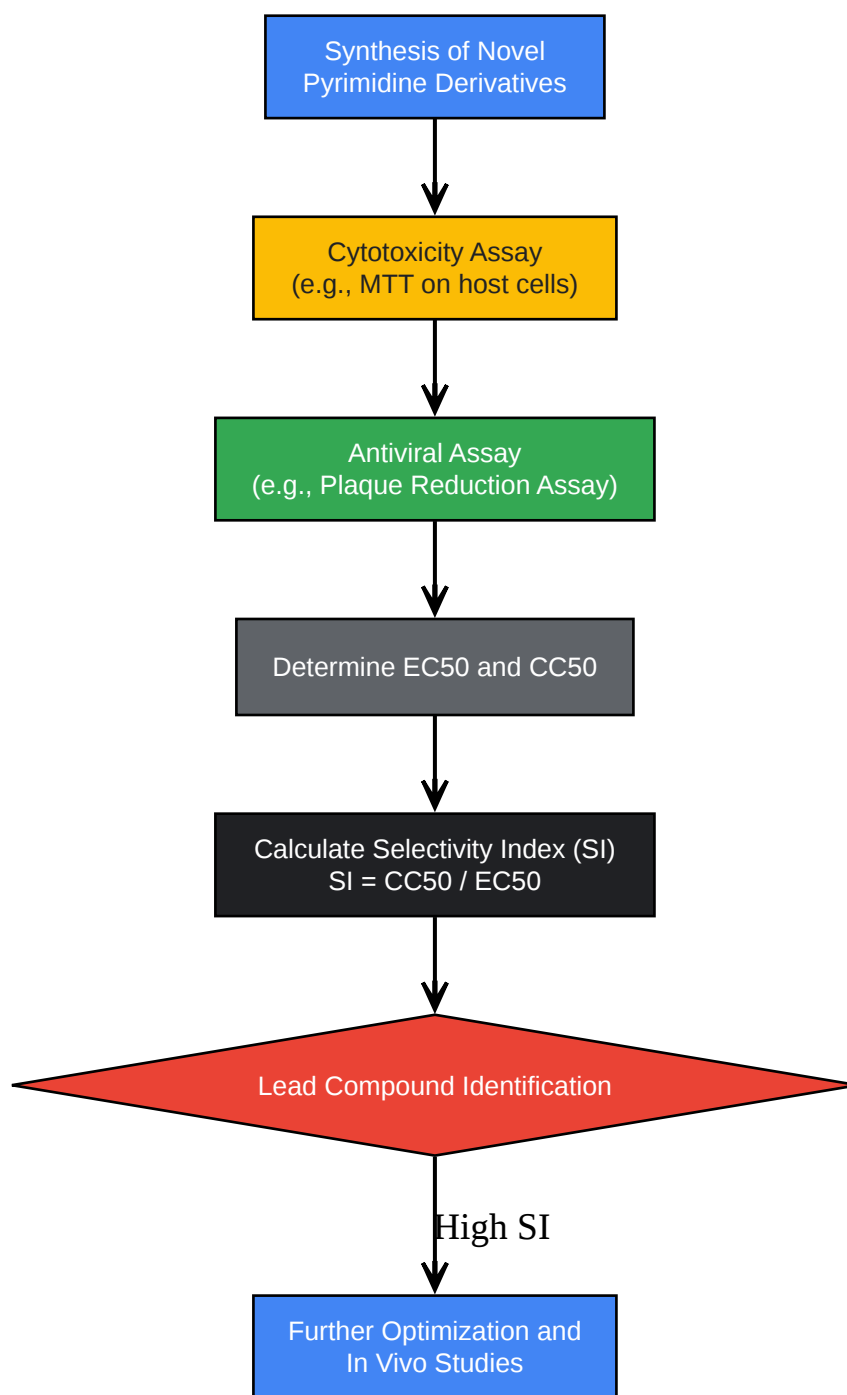 Synthesis of Novel
Pyrimidine Derivatives
Cytotoxicity Assay
(e.g., MTT on host cells)
Antiviral Assay
(e.g., Plaque Reduction Assay)
Determine EC50 and CC50
Calculate Selectivity Index (SI)
SI = CC50 / EC50
Lead Compound Identification
High SI
Further Optimization and
In Vivo Studies